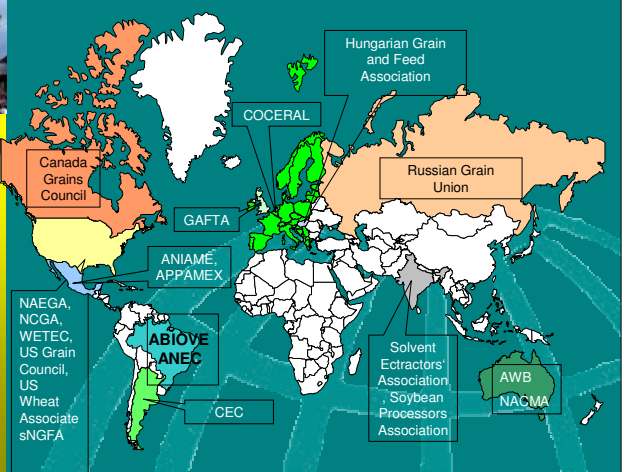 Hungarian Grain
and Feed
Association
COCERAL
Canada
Grains
Council
Russian Grain
Union
GAFTA
ANIAME,
APPAMEX
NAEGA,
NCGA,
WETEC,
US Grain
Council,
US
Wheat
Associate
sNGFA
ABIOVE
ANEC
CEC
Solvent
Ectractors'
Association
, Soybean
Processors
Association
AWB
NACMA